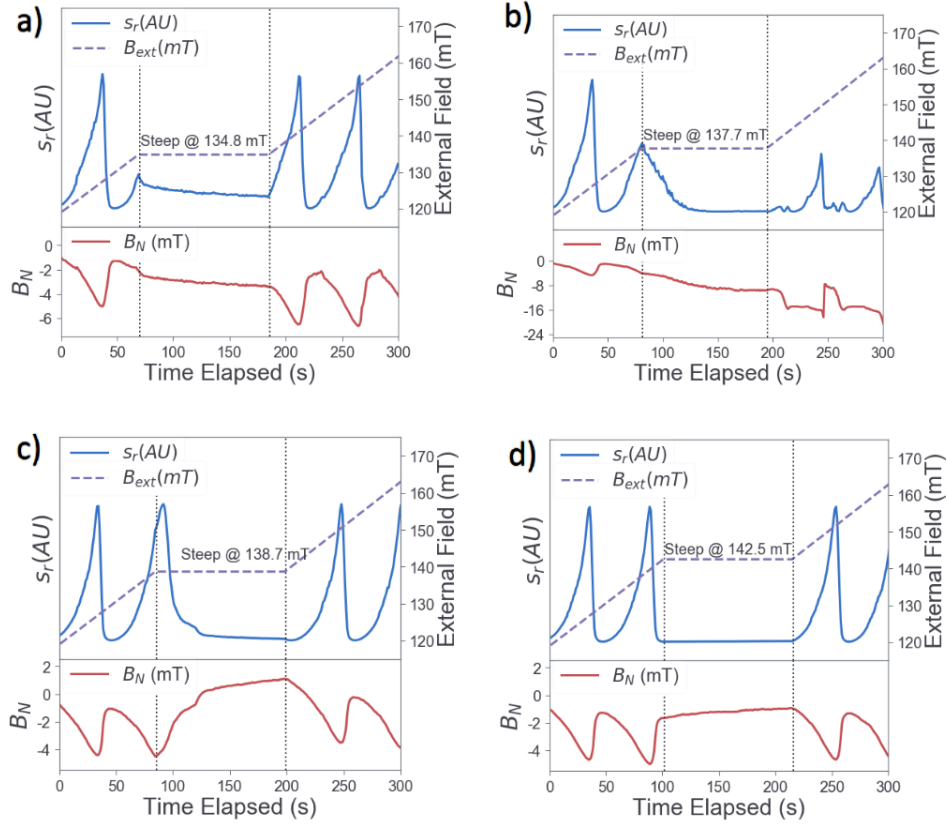 a)
s_r(AU)
B_ext(mT)
Steep @ 134.8 mT
s_r(AU)
170
160
150
140
130
120
External Field (mT)
B_N (mT)
0
-2
-4
-6
B_N
0 50 100 150 200 250 300
Time Elapsed (s)
b)
s_r(AU)
B_ext(mT)
Steep @ 137.7 mT
s_r(AU)
170
160
150
140
130
120
External Field (mT)
B_N (mT)
0
-8
-16
-24
B_N
0 50 100 150 200 250 300
Time Elapsed (s)
c)
s_r(AU)
B_ext(mT)
Steep @ 138.7 mT
s_r(AU)
170
160
150
140
130
120
External Field (mT)
B_N (mT)
2
0
-2
-4
B_N
0 50 100 150 200 250 300
Time Elapsed (s)
d)
s_r(AU)
B_ext(mT)
Steep @ 142.5 mT
s_r(AU)
170
160
150
140
130
120
External Field (mT)
B_N (mT)
2
0
-2
-4
B_N
0 50 100 150 200 250 300
Time Elapsed (s)